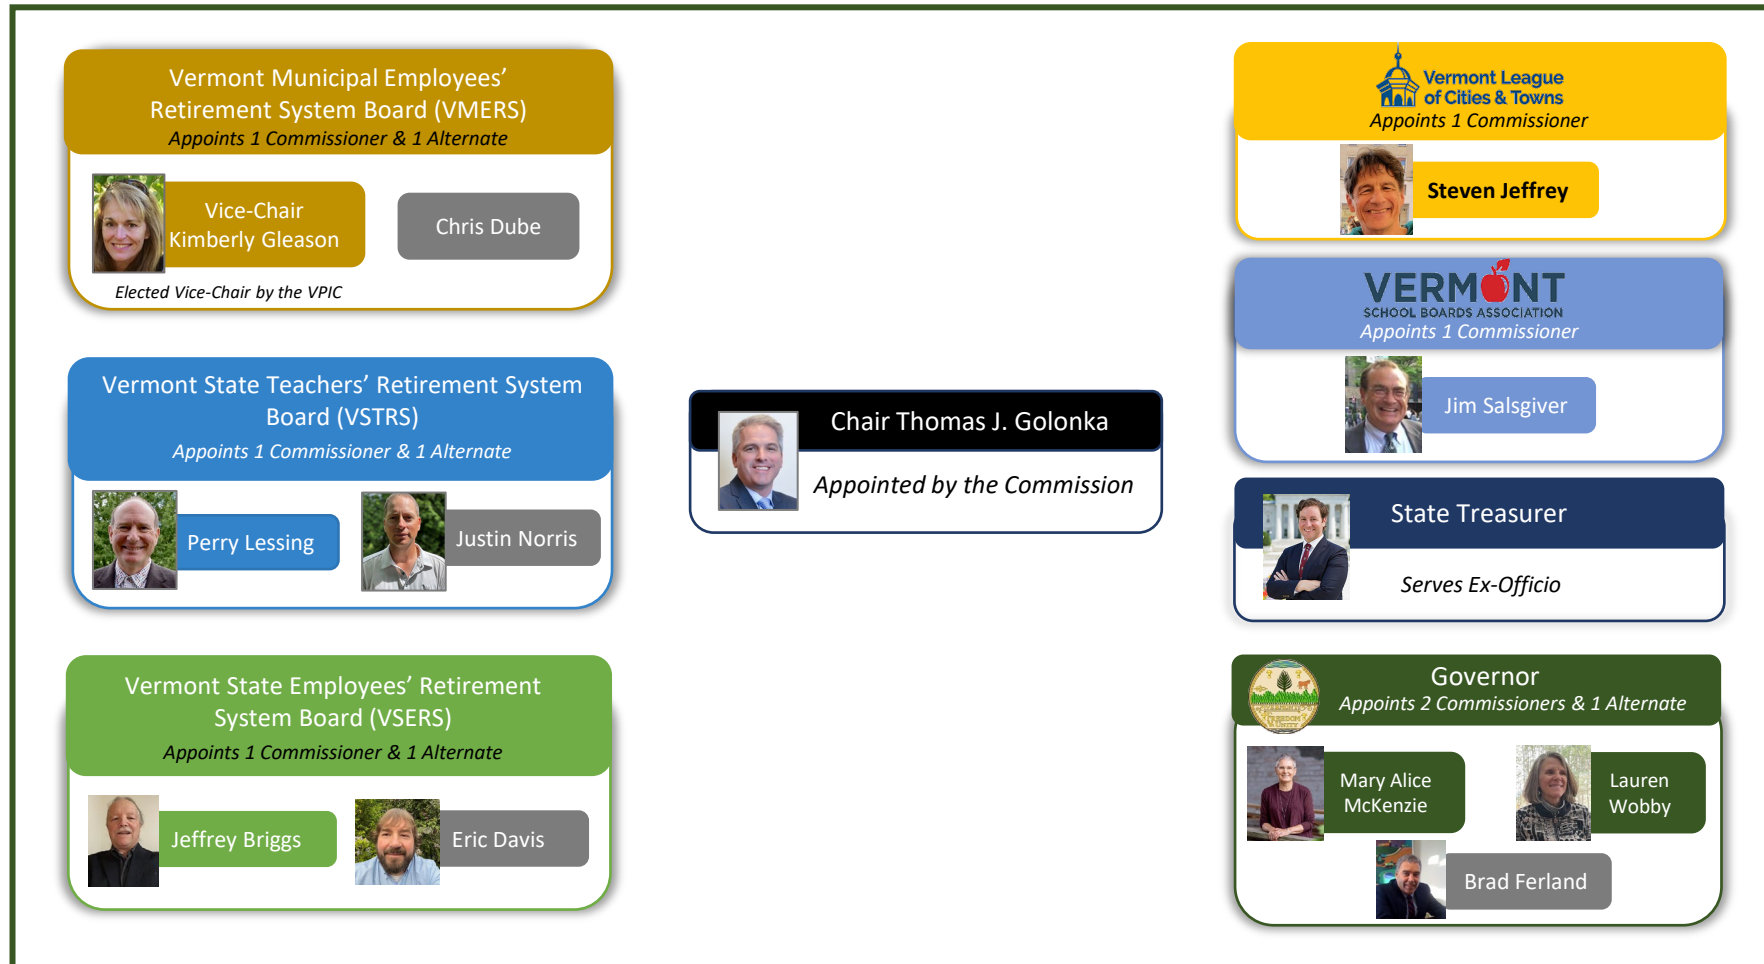 Vermont Municipal Employees’
Retirement System Board (VMERS)
Appoints 1 Commissioner & 1 Alternate
Vice-Chair
Kimberly Gleason
Chris Dube
Elected Vice-Chair by the VPIC
Vermont State Teachers’ Retirement System
Board (VSTRS)
Appoints 1 Commissioner & 1 Alternate
Perry Lessing
Justin Norris
Vermont State Employees’ Retirement
System Board (VSERS)
Appoints 1 Commissioner & 1 Alternate
Jeffrey Briggs
Eric Davis
Chair Thomas J. Golonka
Appointed by the Commission
Vermont League
of Cities & Towns
Appoints 1 Commissioner
Steven Jeffrey
VERMONT
SCHOOL BOARDS ASSOCIATION
Appoints 1 Commissioner
Jim Salsgiver
State Treasurer
Serves Ex-Officio
Governor
Appoints 2 Commissioners & 1 Alternate
FREEDOM
& UNITY
Mary Alice
McKenzie
Lauren
Wobby
Brad Ferland